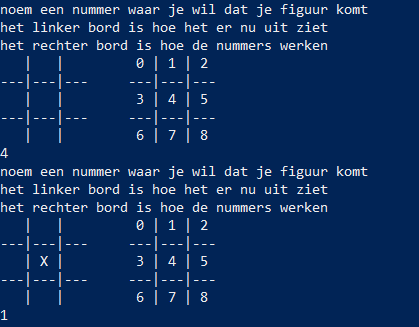 noem een nummer waar je wil dat je figuur komt
het linker bord is hoe het er nu uit ziet
het rechter bord is hoe de nummers werken
   |   |         0 | 1 | 2
---|---|---     ---|---|---
   |   |         3 | 4 | 5
---|---|---     ---|---|---
   |   |         6 | 7 | 8
4
noem een nummer waar je wil dat je figuur komt
het linker bord is hoe het er nu uit ziet
het rechter bord is hoe de nummers werken
   |   |         0 | 1 | 2
---|---|---     ---|---|---
   | X |         3 | 4 | 5
---|---|---     ---|---|---
   |   |         6 | 7 | 8
1